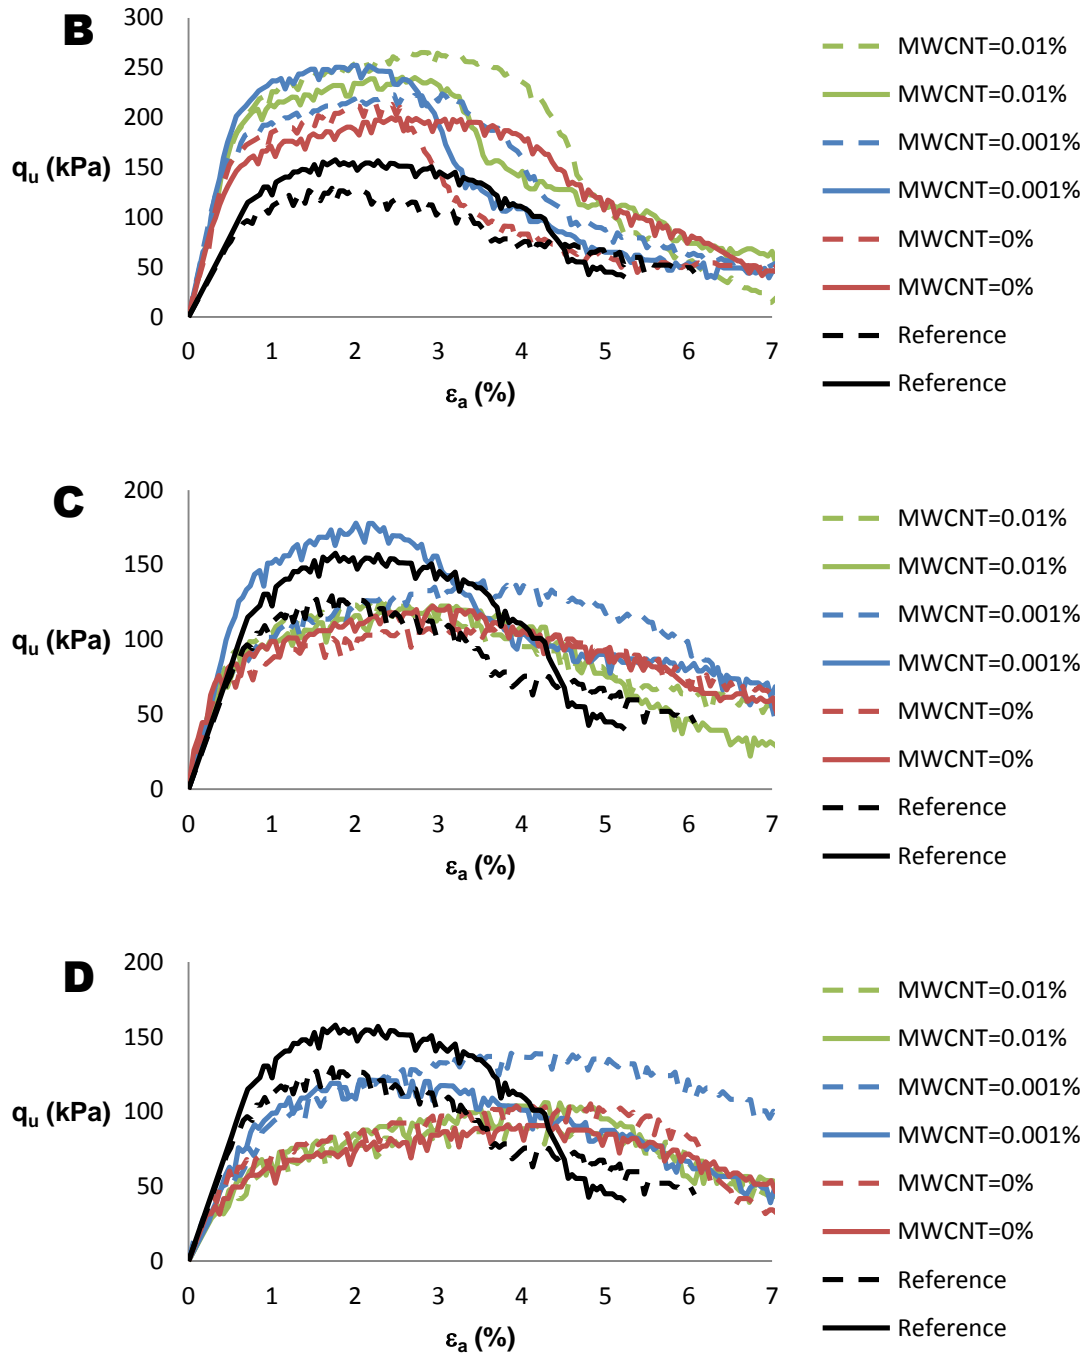 B
300
250
200
150
100
50
0
qu (kPa)
0 1 2 3 4 5 6 7
εa (%)
MWCNT=0.01%
MWCNT=0.01%
MWCNT=0.001%
MWCNT=0.001%
MWCNT=0%
MWCNT=0%
Reference
Reference
C
200
150
100
50
0
qu (kPa)
0 1 2 3 4 5 6 7
εa (%)
MWCNT=0.01%
MWCNT=0.01%
MWCNT=0.001%
MWCNT=0.001%
MWCNT=0%
MWCNT=0%
Reference
Reference
D
200
150
100
50
0
qu (kPa)
0 1 2 3 4 5 6 7
εa (%)
MWCNT=0.01%
MWCNT=0.01%
MWCNT=0.001%
MWCNT=0.001%
MWCNT=0%
MWCNT=0%
Reference
Reference